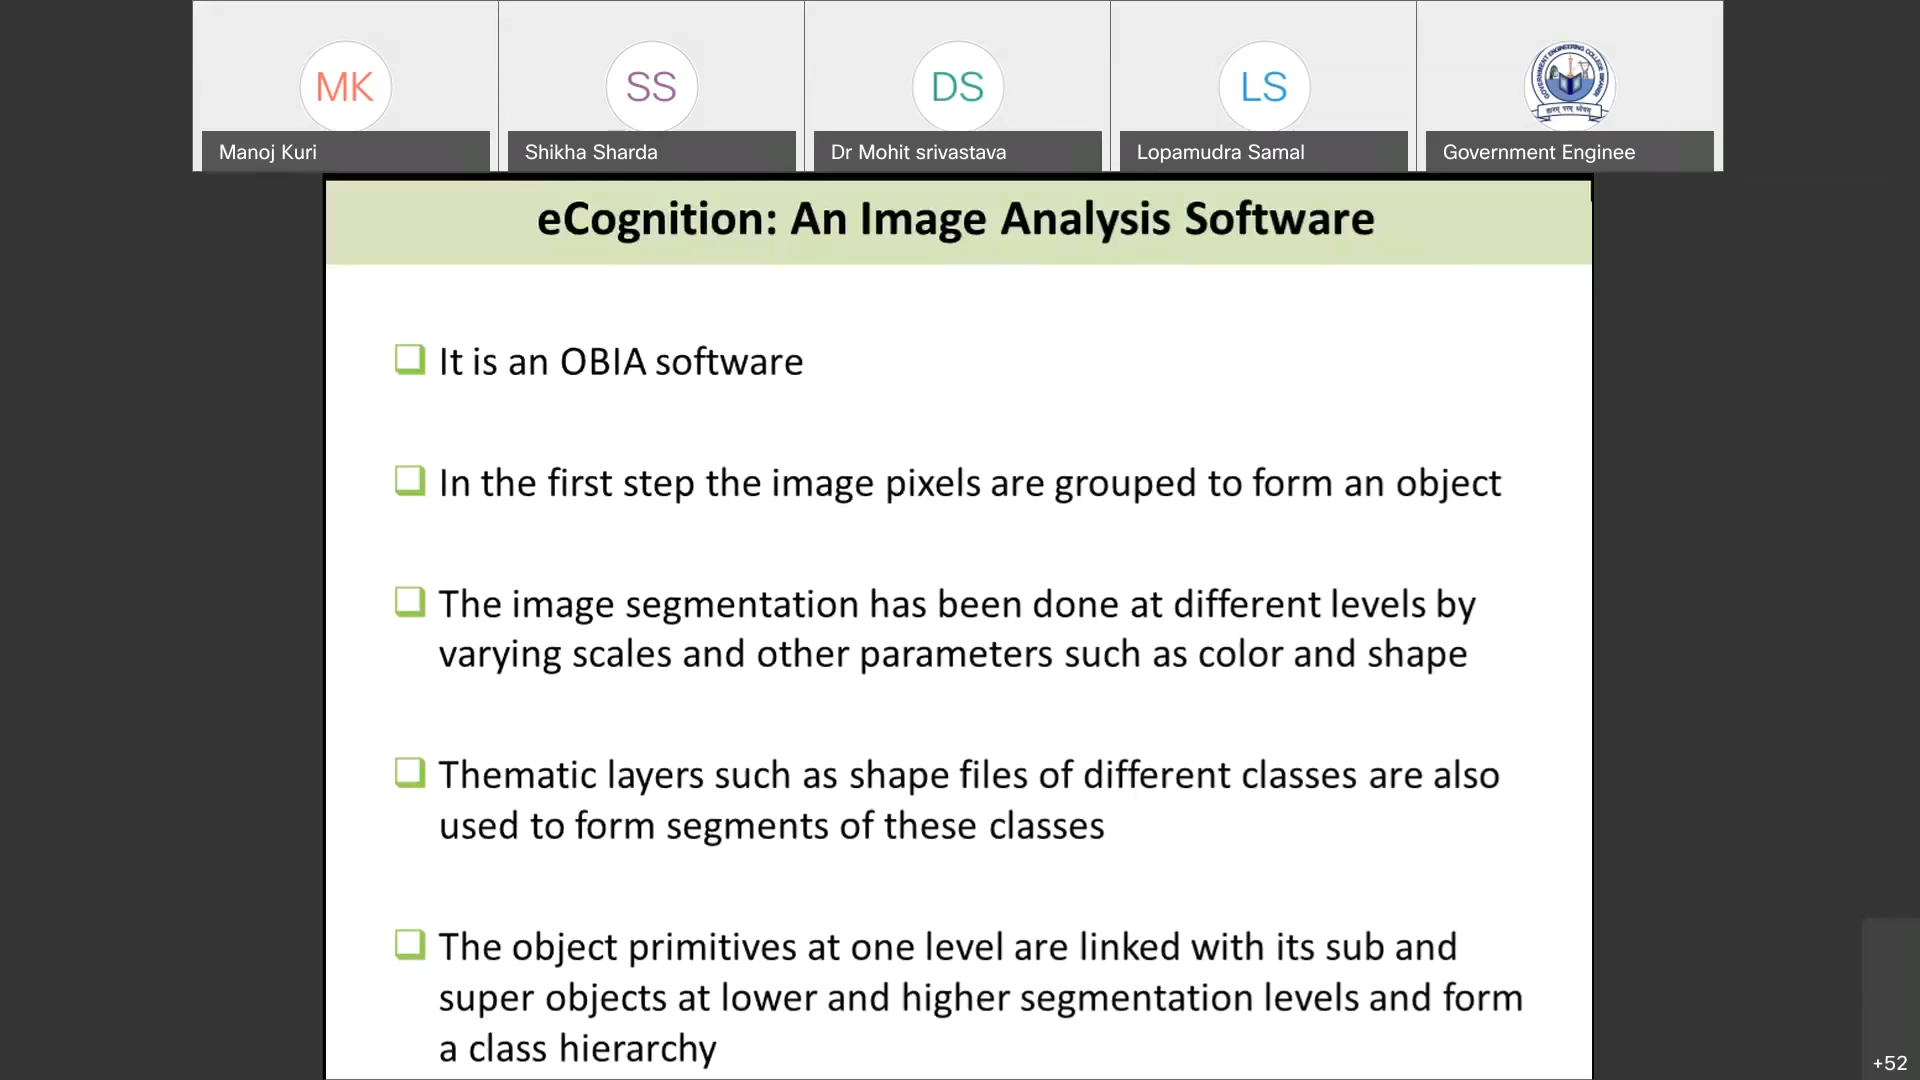 MK
SS
DS
LS
GOVERNMENT ENGINEERING COLLEGE
Manoj Kuri
Shikha Sharda
Dr Mohit srivastava
Lopamudra Samal
Government Enginee
eCognition: An Image Analysis Software
It is an OBIA software
In the first step the image pixels are grouped to form an object
The image segmentation has been done at different levels by
varying scales and other parameters such as color and shape
Thematic layers such as shape files of different classes are also
used to form segments of these classes
The object primitives at one level are linked with its sub and
super objects at lower and higher segmentation levels and form
a class hierarchy
+52